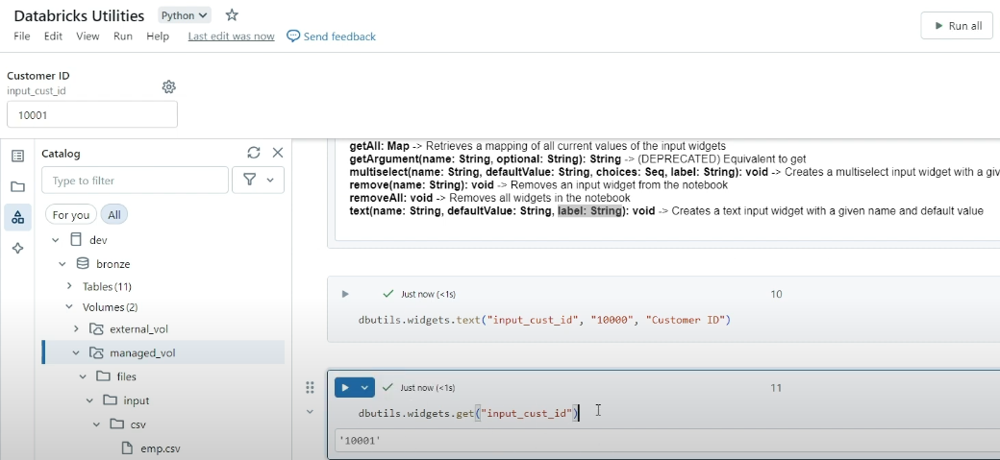 Databricks Utilities Python
File Edit View Run Help Last edit was now Send feedback
Run all
Customer ID
input_cust_id
10001
Catalog
Type to filter
For you All
dev
bronze
Tables (11)
Volumes (2)
external_vol
managed_vol
files
input
csv
emp.csv
getAll: Map -> Retrieves a mapping of all current values of the input widgets
getArgument(name: String, optional: String): String -> (DEPRECATED) Equivalent to get
multiselect(name: String, defaultValue: String, choices: Seq, label: String): void -> Creates a multiselect input widget with a giv
remove(name: String): void -> Removes an input widget from the notebook
removeAll: void -> Removes all widgets in the notebook
text(name: String, defaultValue: String, label: String): void -> Creates a text input widget with a given name and default value
Just now (<1s) 10
dbutils.widgets.text("input_cust_id", "10000", "Customer ID")
Just now (<1s) 11
dbutils.widgets.get("input_cust_id")
'10001'